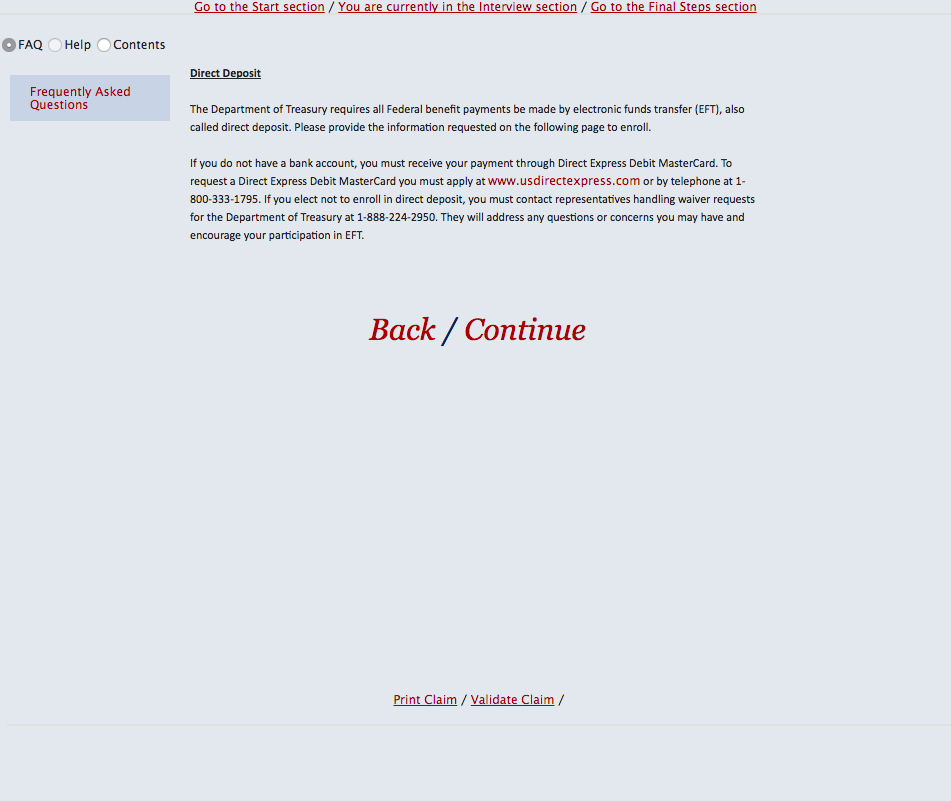 Go to the Start section / You are currently in the Interview section / Go to the Final Steps section
FAQ Help Contents
Frequently Asked
Questions
Direct Deposit
The Department of Treasury requires all Federal benefit payments be made by electronic funds transfer (EFT), also
called direct deposit. Please provide the information requested on the following page to enroll.
If you do not have a bank account, you must receive your payment through Direct Express Debit MasterCard. To
request a Direct Express Debit MasterCard you must apply at www.usdirectexpress.com or by telephone at 1-
800-333-1795. If you elect not to enroll in direct deposit, you must contact representatives handling waiver requests
for the Department of Treasury at 1-888-224-2950. They will address any questions or concerns you may have and
encourage your participation in EFT.
Back / Continue
Print Claim / Validate Claim /